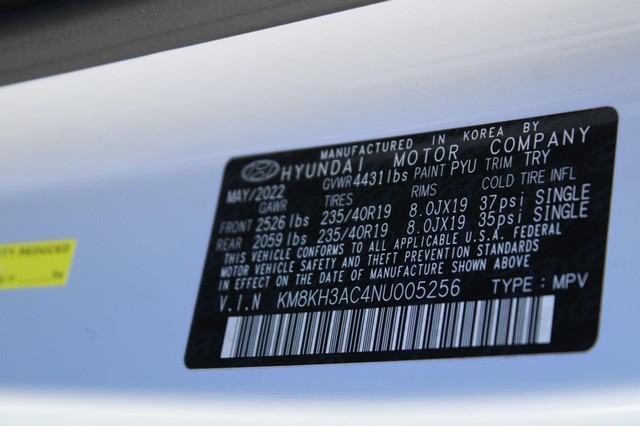 MANUFACTURED IN KOREA BY
HYUNDAI MOTOR COMPANY
MAY/2022 GVWR 4431lbs PAINT PYU TRIM TRY
GAWR TIRES RIMS COLD TIRE INFL
FRONT 2526lbs 235/40R19 8.0JX19 37psi SINGLE
REAR 2059lbs 235/40R19 8.0JX19 35psi SINGLE
THIS VEHICLE CONFORMS TO ALL APPLICABLE U.S.A. FEDERAL
MOTOR VEHICLE SAFETY AND THEFT PREVENTION STANDARDS
IN EFFECT ON THE DATE OF MANUFACTURE SHOWN ABOVE
V.I.N KM8KH3AC4NU005256 TYPE: MPV
REDUCED